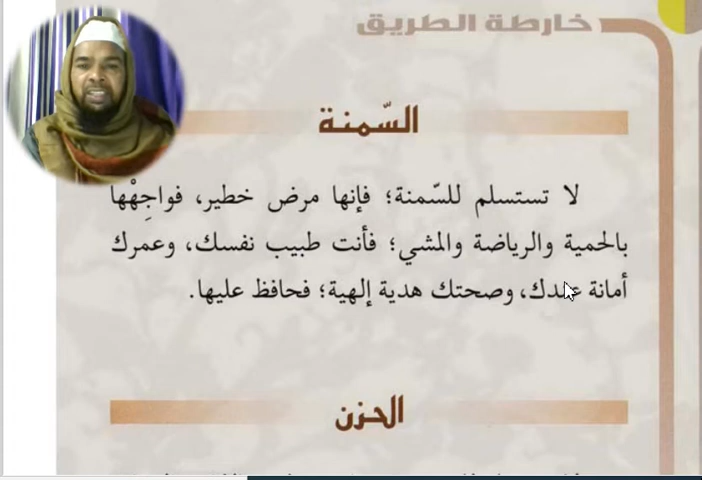 خارطة الطريق
السّمنة
لا تستسلم للسّمنة؛ فإنها مرض خطير، فواجِهْها
بالحمية والرياضة والمشي؛ فأنت طبيب نفسك، وعمرك
أمانة عندك، وصحتك هدية إلهية؛ فحافظ عليها.
الحزن